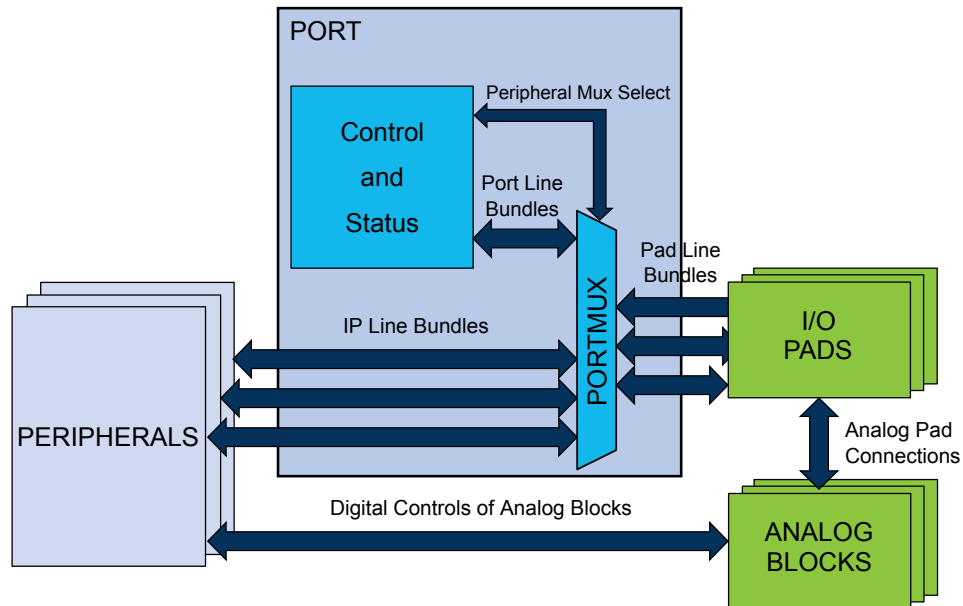 PORT
Peripheral Mux Select
Control
and
Status
Port Line
Bundles
Pad Line
Bundles
PORTMUX
I/O
PADS
IP Line Bundles
PERIPHERALS
Analog Pad
Connections
Digital Controls of Analog Blocks
ANALOG
BLOCKS